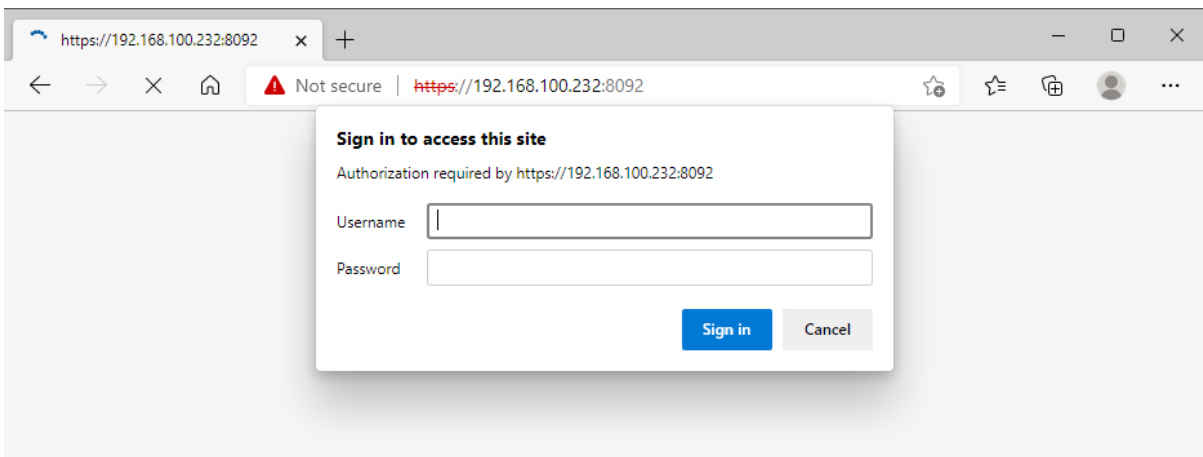 https://192.168.100.232:8092
Not secure | https://192.168.100.232:8092
Sign in to access this site
Authorization required by https://192.168.100.232:8092
Username
Password
Sign in Cancel